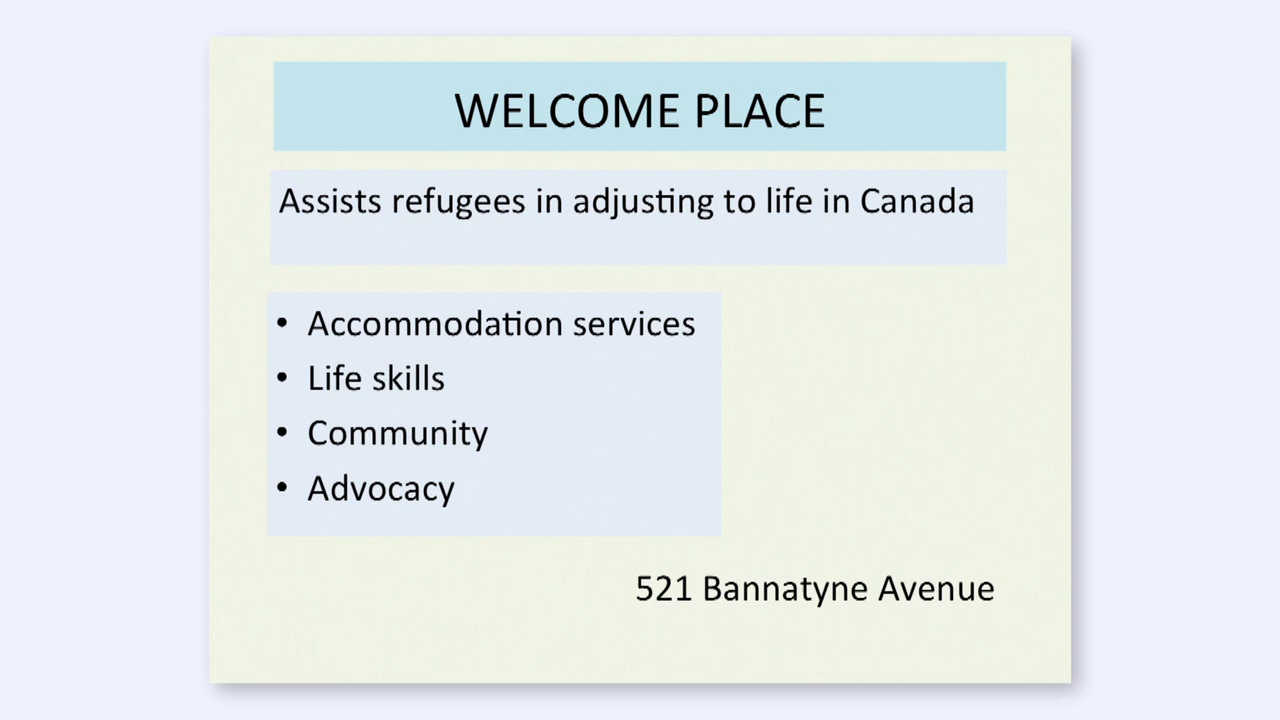 WELCOME PLACE
Assists refugees in adjusting to life in Canada
• Accommodation services
• Life skills
• Community
• Advocacy
521 Bannatyne Avenue